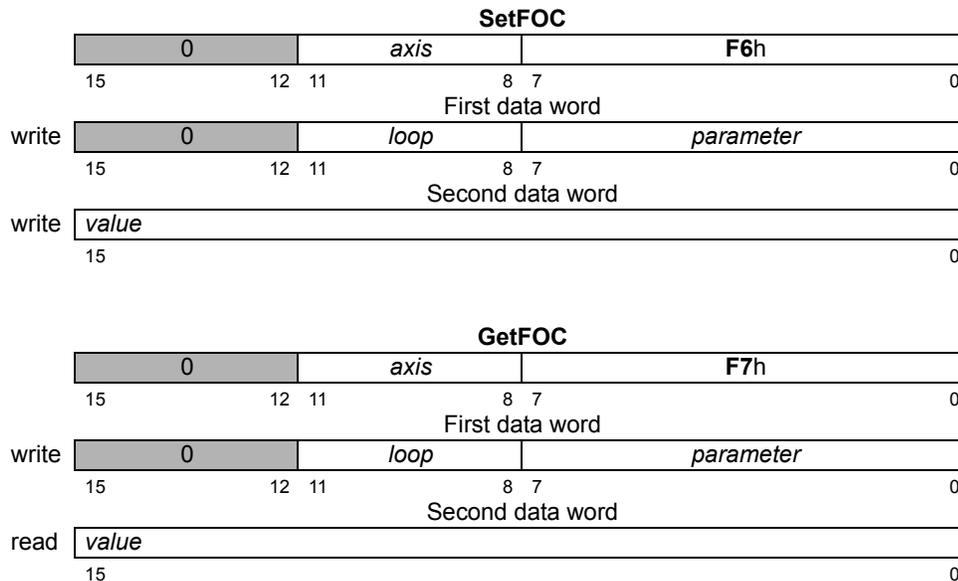 SetFOC
0 axis F6h
15 12 11 8 7 0
First data word
write 0 loop parameter
15 12 11 8 7 0
Second data word
write value
15 0
GetFOC
0 axis F7h
15 12 11 8 7 0
First data word
write 0 loop parameter
15 12 11 8 7 0
Second data word
read value
15 0